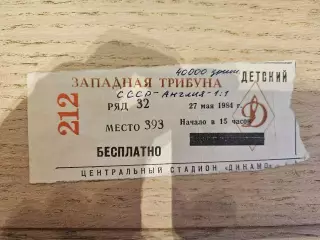 40000 зрит
ЗАПАДНАЯ ТРИБУНА
ДЕТСКИЙ
СССР-Англия-1:1
212
РЯД 32
27 мая 1984 г.
МЕСТО 393
Начало в 15 часов
Д
БЕСПЛАТНО
ЦЕНТРАЛЬНЫЙ СТАДИОН «ДИНАМО»